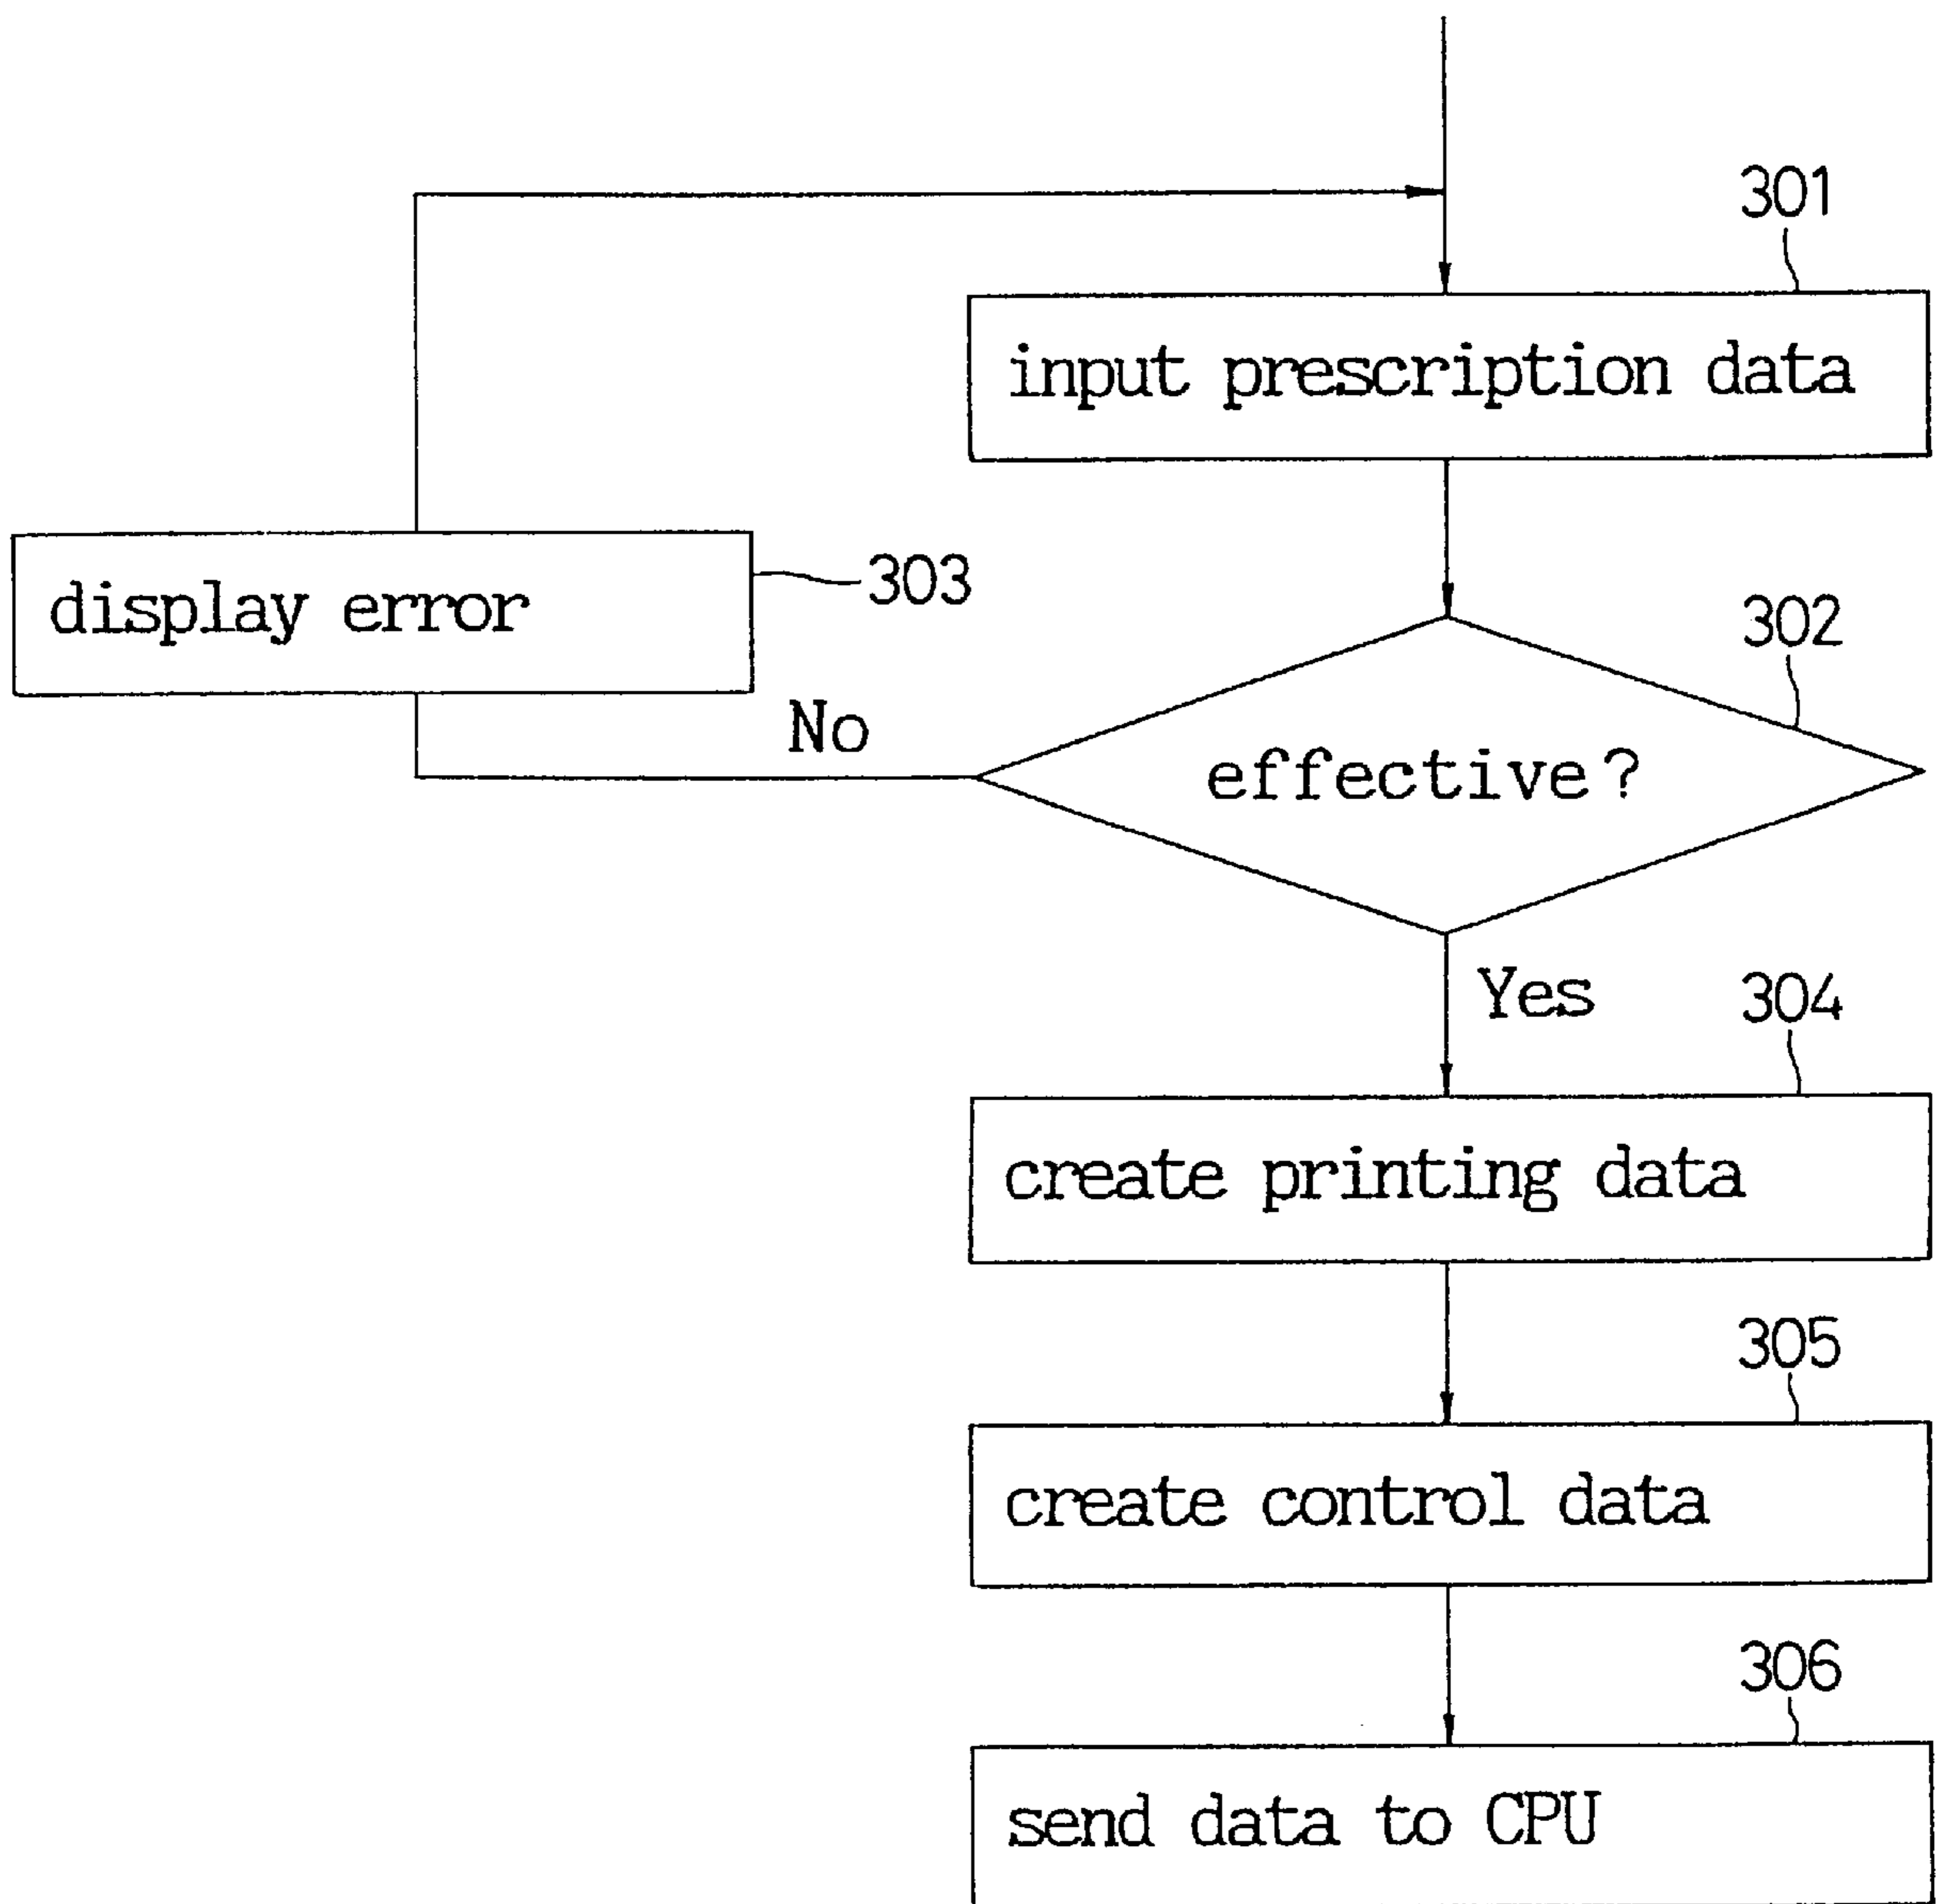 301
input prescription data
303
display error
302
No
effective?
Yes
304
create printing data
305
create control data
306
send data to CPU